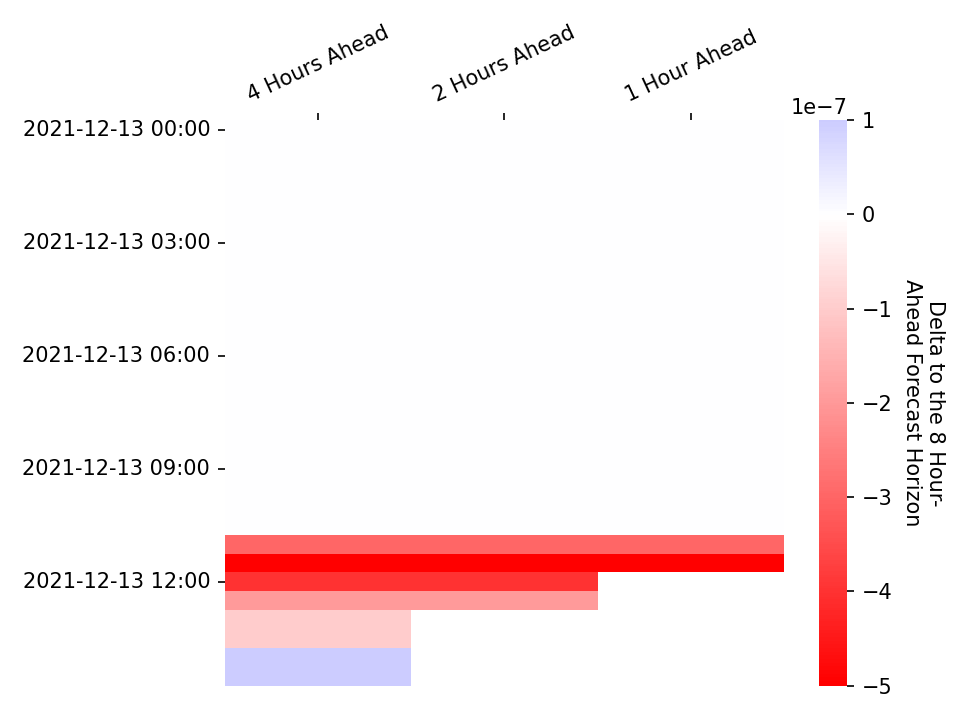 4 Hours Ahead
2 Hours Ahead
1 Hour Ahead
2021-12-13 00:00
2021-12-13 03:00
2021-12-13 06:00
2021-12-13 09:00
2021-12-13 12:00
1e−7
1
0
−1
−2
−3
−4
−5
Delta to the 8 Hour-
Ahead Forecast Horizon